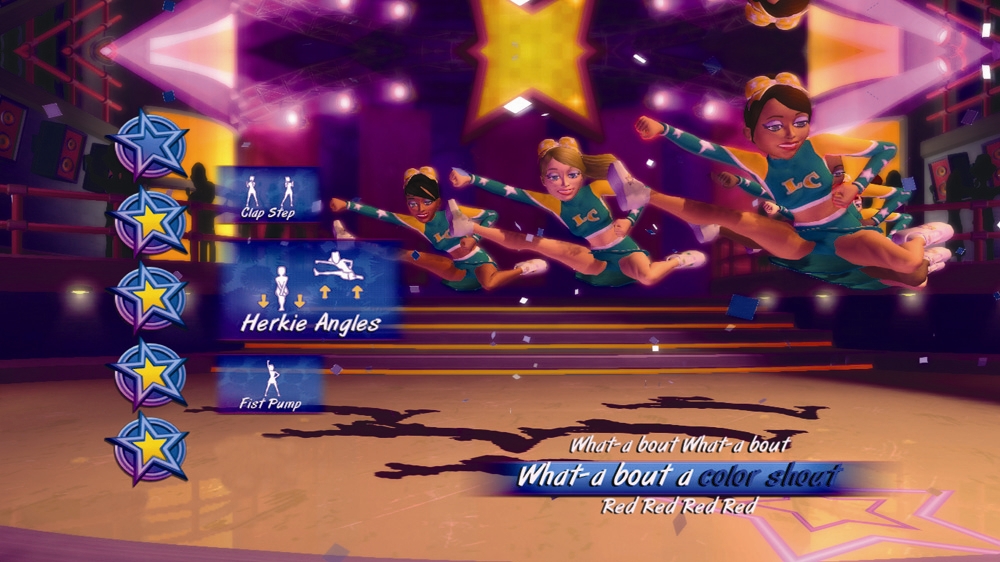 LC
LC
LC
Clap Step
Herkie Angles
Fist Pump
What-a bout What-a bout
What-a bout a color shout
Red Red Red Red